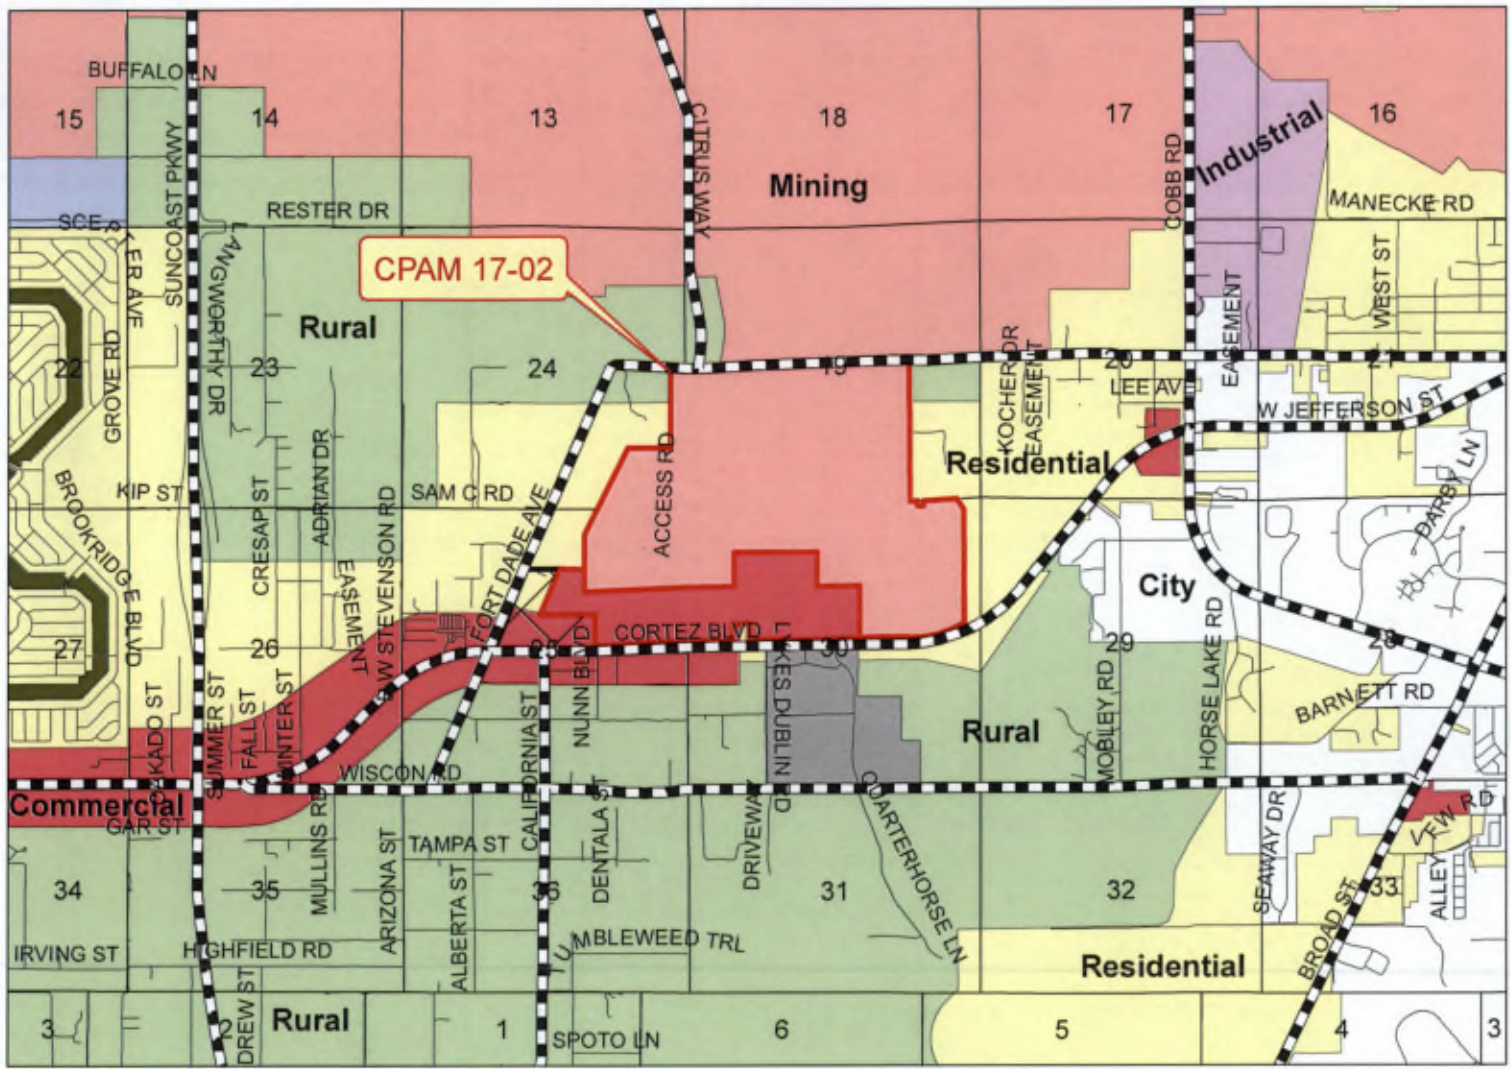 BUFFALO LN
15
14
13
18
17
16
CITRUS WAY
COBB RD
Industrial
SUNCOAST PKWY
Mining
MANECKE RD
RESTER DR
LANGWORTHY DR
CPAM 17-02
WEST ST
EASEMENT
Rural
GROVE RD
22
23
24
19
20
21
KOCHER DR
EASEMENT
LEE AV
W JEFFERSON ST
ACCESS RD
Residential
DARBY LN
KIP ST
SAM C RD
BROOKRIDGE BLVD
CRESAP ST
ADRIAN DR
EASEMENT
SW STEVENSON RD
FORT DADE AVE
City
27
26
25
CORTEZ BLVD
30
29
28
NUNN BLVD
LYKES DUBLIN RD
MOBLEY RD
HORSE LAKE RD
BARNETT RD
SUMMER ST
FALL ST
WINTER ST
CALIFORNIA ST
Rural
WISCON RD
Commercial
MULLINS RD
ARIZONA ST
TAMPA ST
ALBERTA ST
DENTALA ST
DRIVEWAY
QUARTERHORSE LN
SEAWAY DR
BROAD ST
ALLEY
34
35
36
31
32
33
IRVING ST
HIGHFIELD RD
TUMBLEWEED TRL
Residential
DREW ST
Rural
3
2
1
SPOTO LN
6
5
4
3